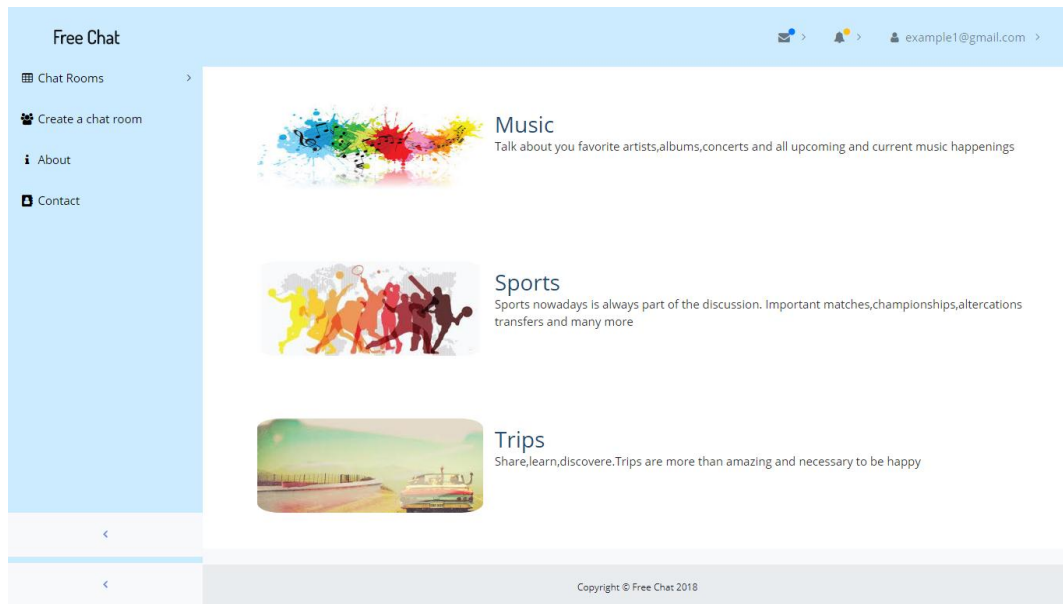 Free Chat
example1@gmail.com
Chat Rooms
Create a chat room
About
Contact
Music
Talk about you favorite artists,albums,concerts and all upcoming and current music happenings
Sports
Sports nowadays is always part of the discussion. Important matches,championships,altercations
transfers and many more
Trips
Share,learn,discovere.Trips are more than amazing and necessary to be happy
Copyright © Free Chat 2018